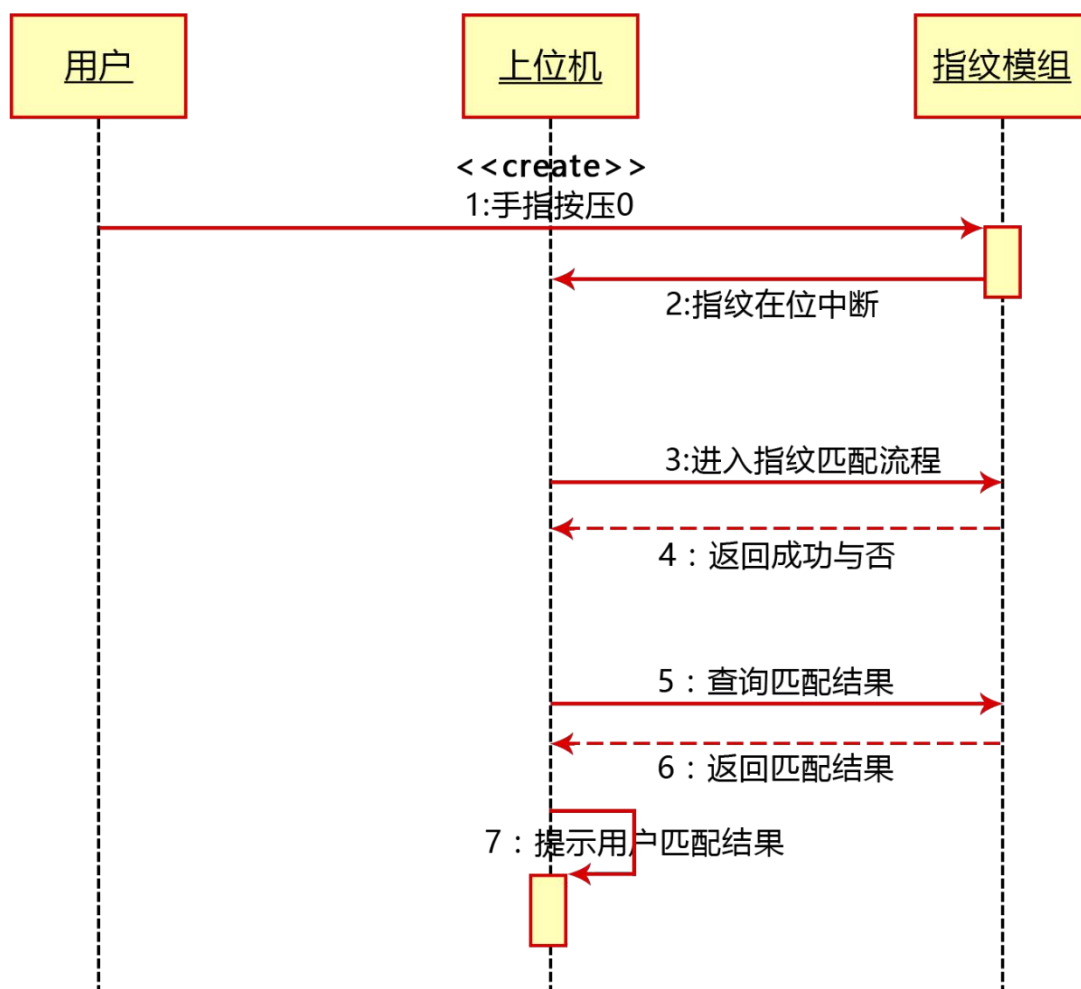 用户
上位机
指纹模组
<<create>>
1:手指按压0
2:指纹在位中断
3:进入指纹匹配流程
4：返回成功与否
5：查询匹配结果
6：返回匹配结果
7：提示用户匹配结果